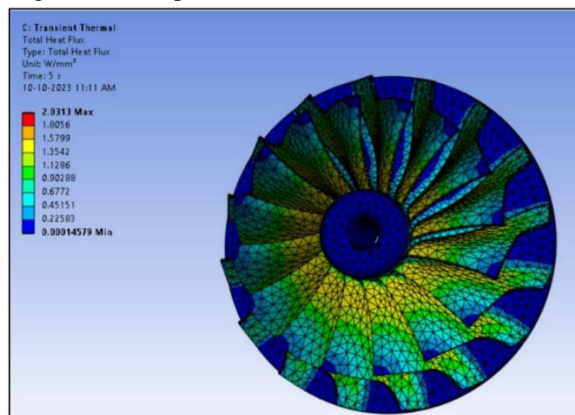 C: Transient Thermal
Total Heat Flux
Type: Total Heat Flux
Unit: W/mm²
Time: 5 s
10-10-2023 11:11 AM
2.0313 Max
1.8056
1.5799
1.3542
1.1286
0.90288
0.6772
0.45151
0.22583
0.00014579 Min